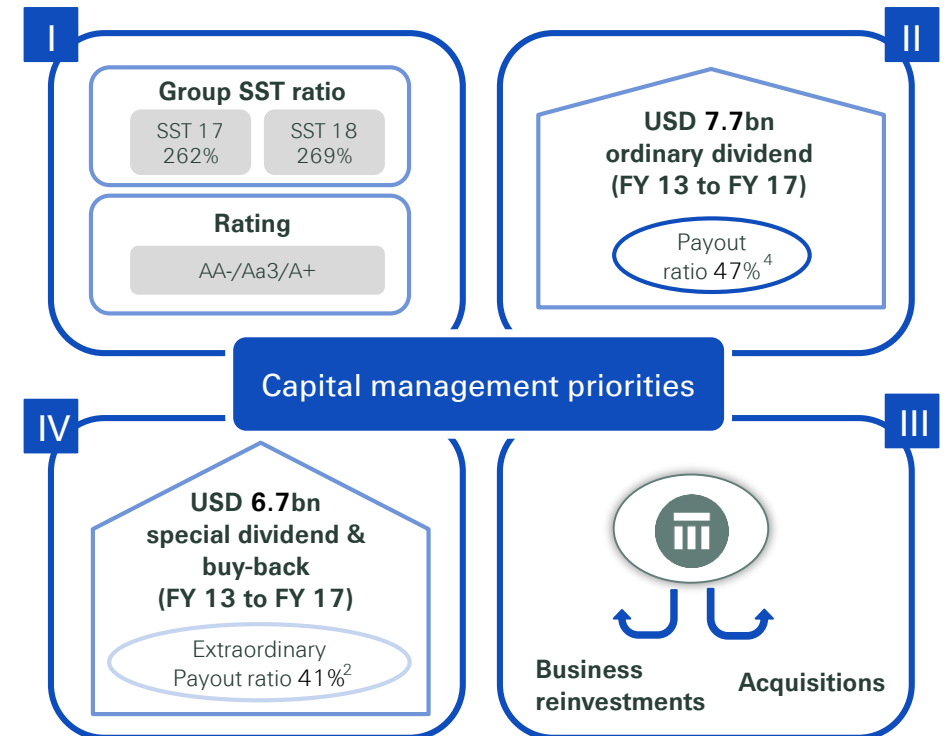 I
Group SST ratio
SST 17
262%
SST 18
269%
Rating
AA-/Aa3/A+
II
USD 7.7bn
ordinary dividend
(FY 13 to FY 17)
Payout
ratio 47%4
Capital management priorities
IV
USD 6.7bn
special dividend &
buy-back
(FY 13 to FY 17)
Extraordinary
Payout ratio 41%2
III
Business
reinvestments
Acquisitions